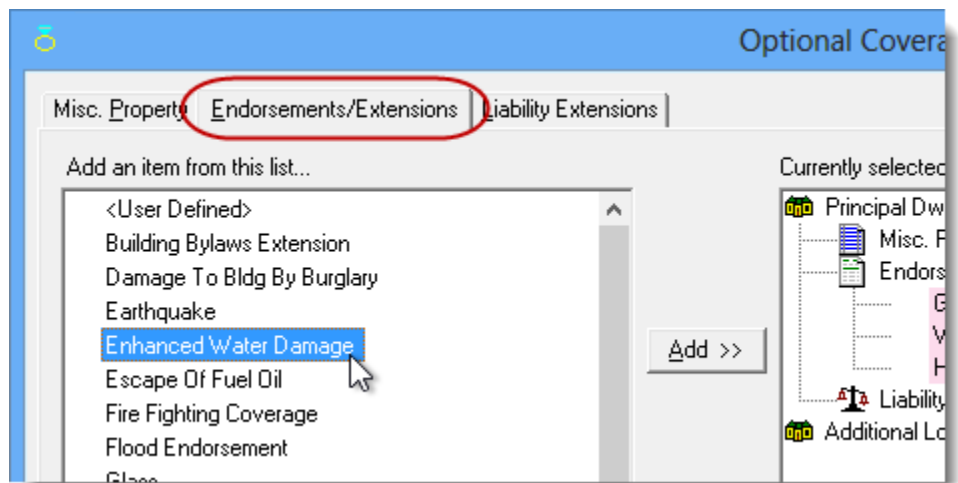 Optional Covera
Misc. Property
Endorsements/Extensions
Liability Extensions
Add an item from this list...
<User Defined>
Building Bylaws Extension
Damage To Bldg By Burglary
Earthquake
Enhanced Water Damage
Escape Of Fuel Oil
Fire Fighting Coverage
Flood Endorsement
Glass
Add >>
Currently selected
Principal Dw
Misc. P
Endors
G
V
H
Liability
Additional Lo